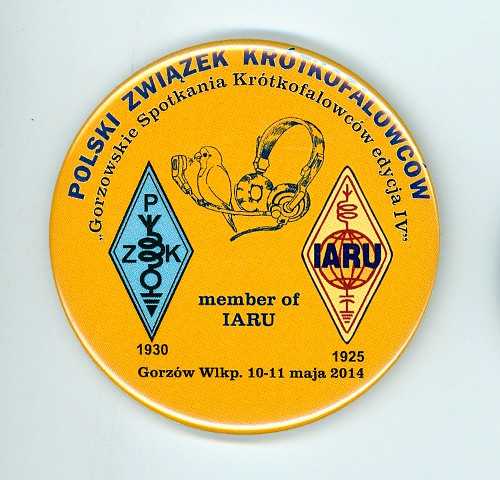 POLSKI ZWIĄZEK KRÓTKOFALOWCÓW
„Gorzowskie Spotkania Krótkofalowców edycja IV”
P
Z K
IARU
member of
IARU
1930
1925
Gorzów Wlkp. 10-11 maja 2014